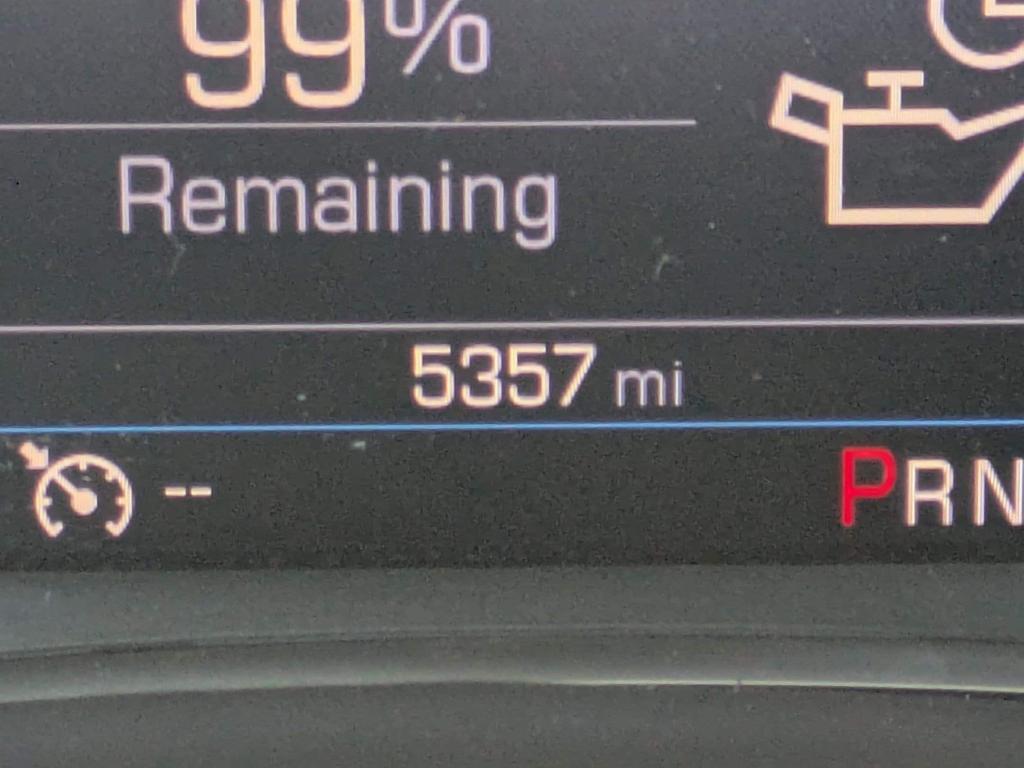 99%
Remaining
5357 mi
-- PRN